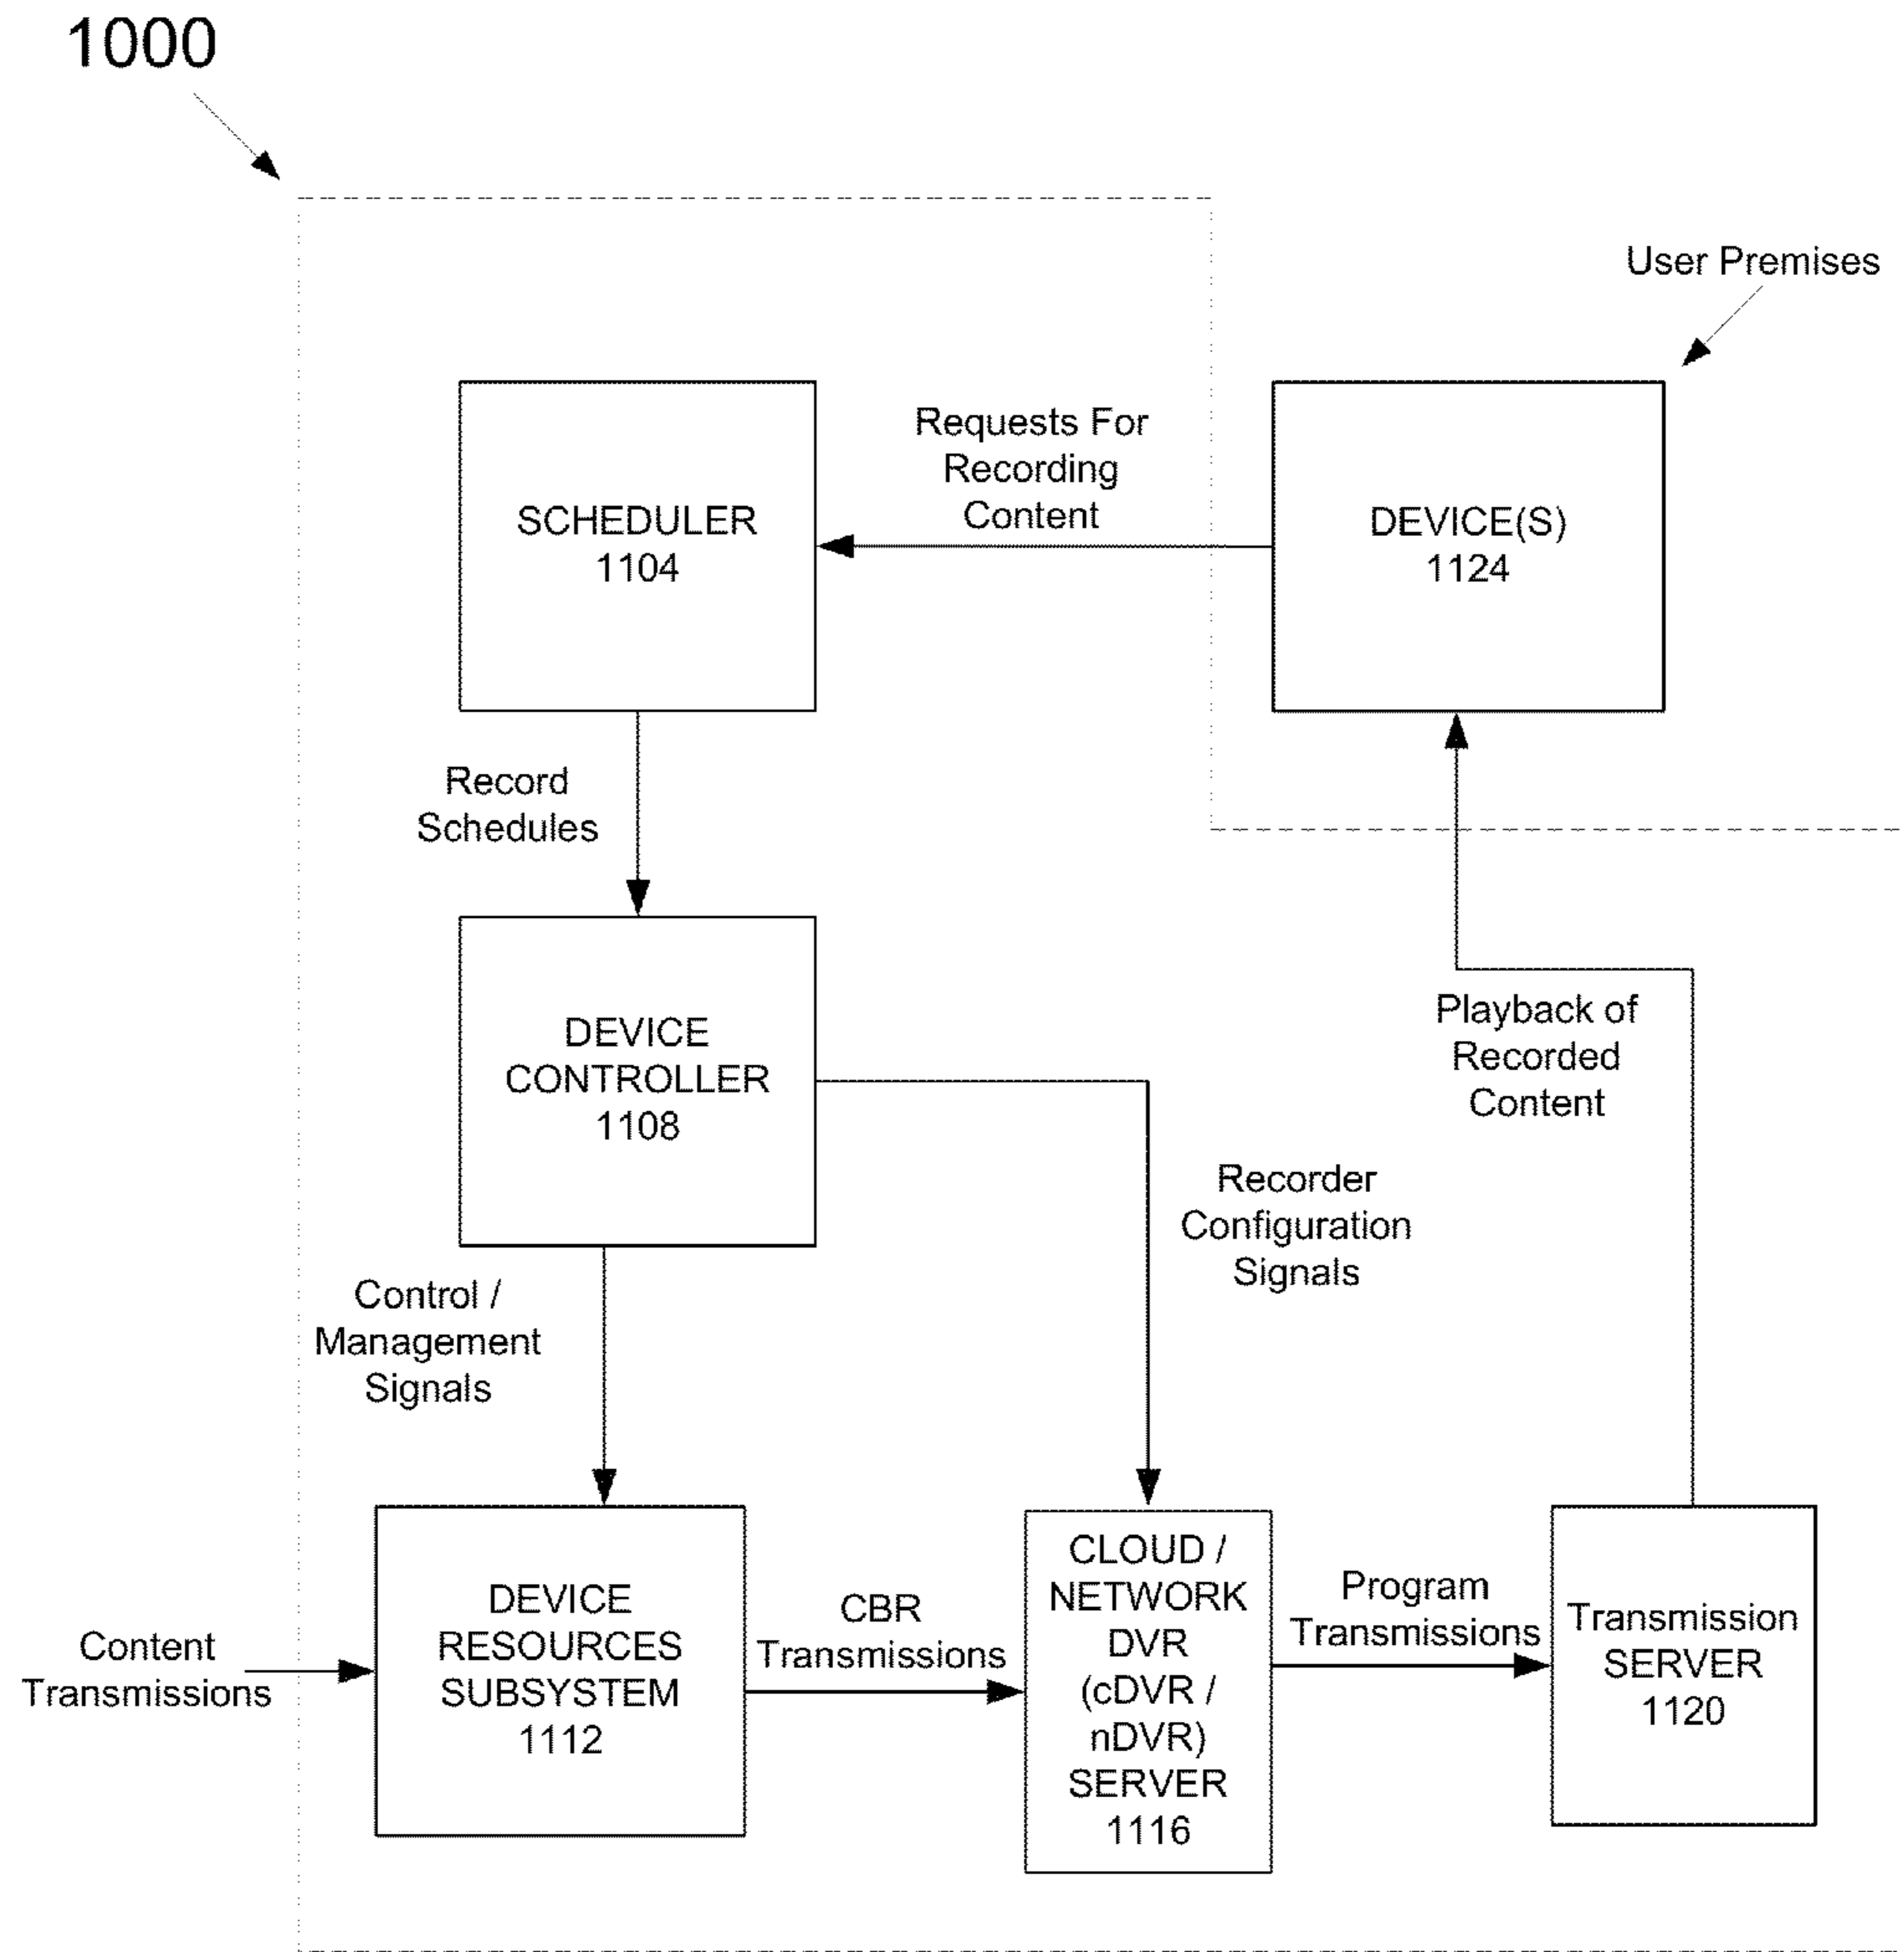 1000
User Premises
Requests For
Recording
Content
SCHEDULER
1104
DEVICE(S)
1124
Record
Schedules
DEVICE
CONTROLLER
1108
Playback of
Recorded
Content
Recorder
Configuration
Signals
Control /
Management
Signals
Content
Transmissions
DEVICE
RESOURCES
SUBSYSTEM
1112
CBR
Transmissions
CLOUD /
NETWORK
DVR
(cDVR /
nDVR)
SERVER
1116
Program
Transmissions
Transmission
SERVER
1120